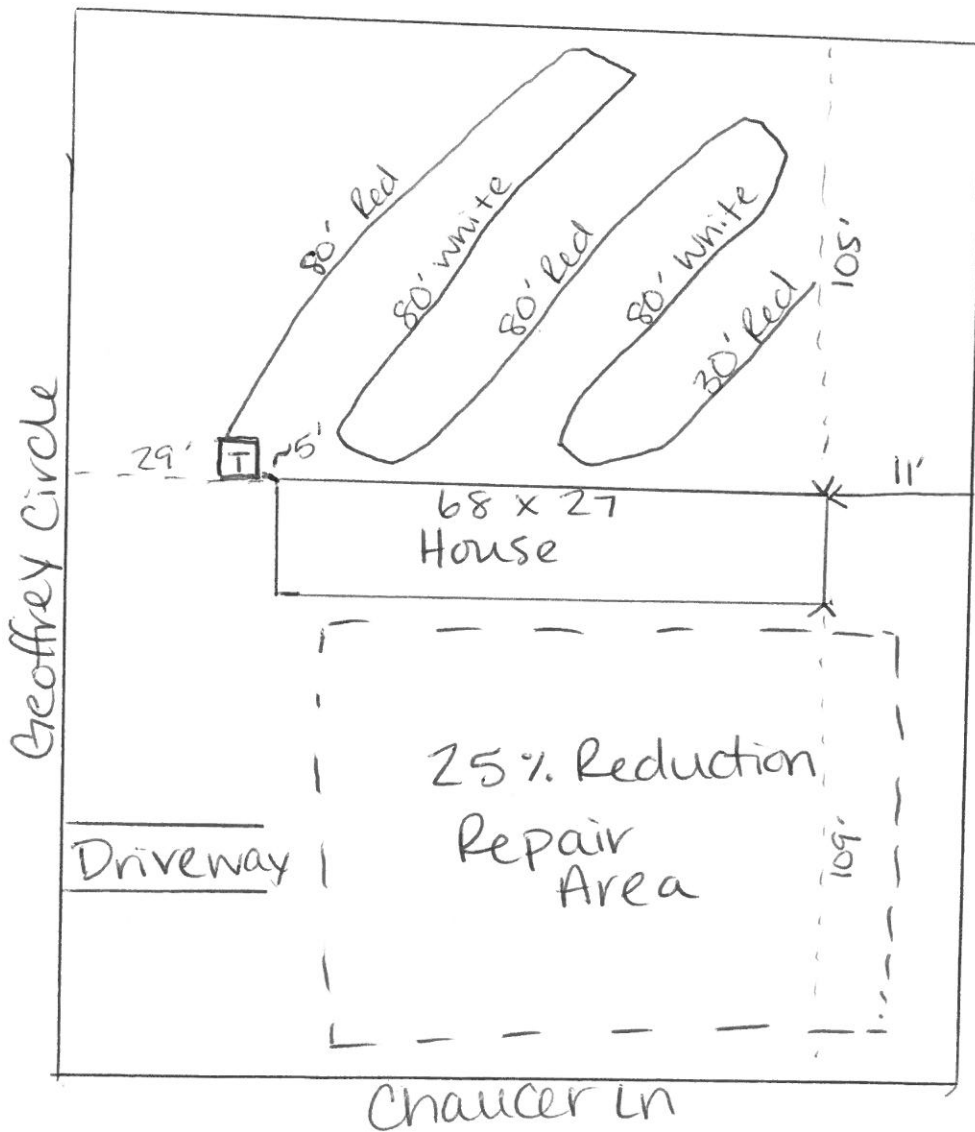 80' Red
80' White
80' Red
80' White
30' Red
105'
29'
T
~5'
11'
68 x 27
House
Geoffrey Circle
25% Reduction
Repair
Area
109'
Driveway
Chaucer Ln